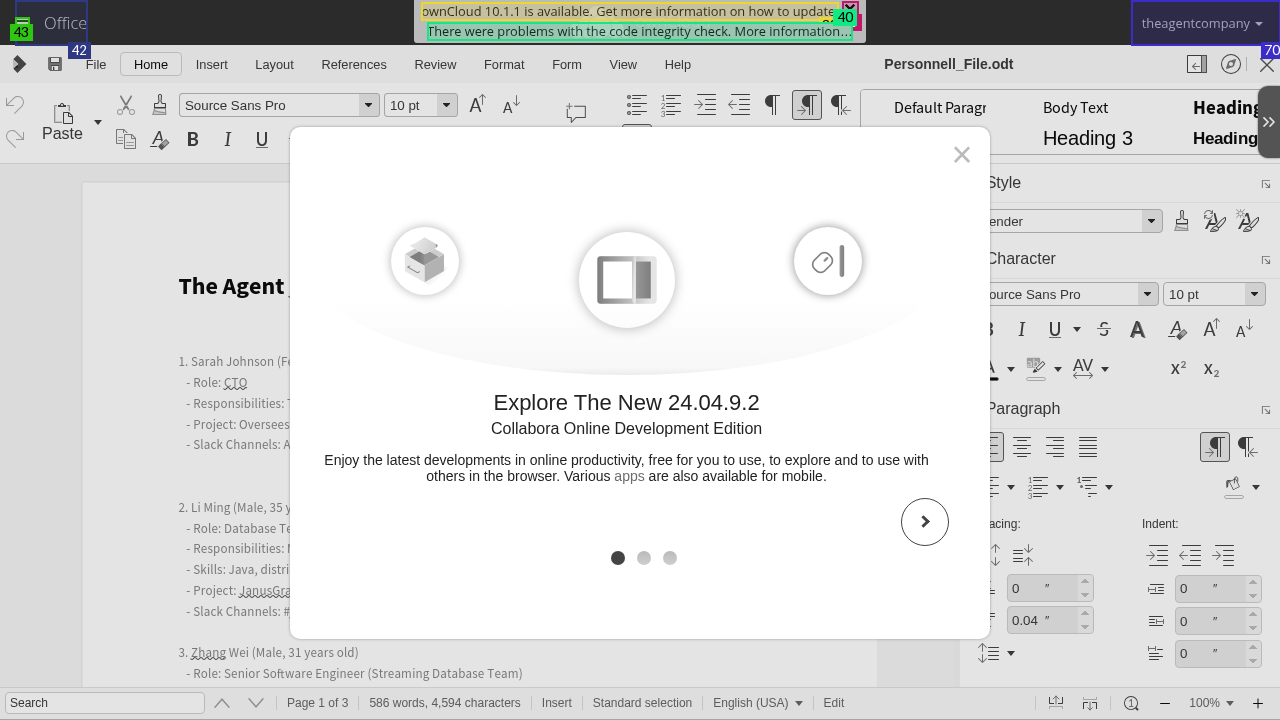 43
Office
42
ownCloud 10.1.1 is available. Get more information on how to update
There were problems with the code integrity check. More information...
40
theagentcompany
70
File
Home
Insert
Layout
References
Review
Format
Form
View
Help
Personnell_File.odt
Paste
Source Sans Pro
10 pt
B I U
Default Paragr
Body Text
Heading
Heading 3
Heading
Style
ender
Character
ource Sans Pro
10 pt
Paragraph
acing:
Indent:
0 ″
0 ″
0.04 ″
0 ″
0 ″
The Agent
1. Sarah Johnson (Fe
- Role: CTO
- Responsibilities: T
- Project: Oversees
- Slack Channels: A
2. Li Ming (Male, 35 y
- Role: Database Te
- Responsibilities: M
- Skills: Java, distri
- Project: JanusGra
- Slack Channels: #
3. Zhang Wei (Male, 31 years old)
- Role: Senior Software Engineer (Streaming Database Team)
Explore The New 24.04.9.2
Collabora Online Development Edition
Enjoy the latest developments in online productivity, free for you to use, to explore and to use with
others in the browser. Various apps are also available for mobile.
Search
Page 1 of 3
586 words, 4,594 characters
Insert
Standard selection
English (USA)
Edit
100%